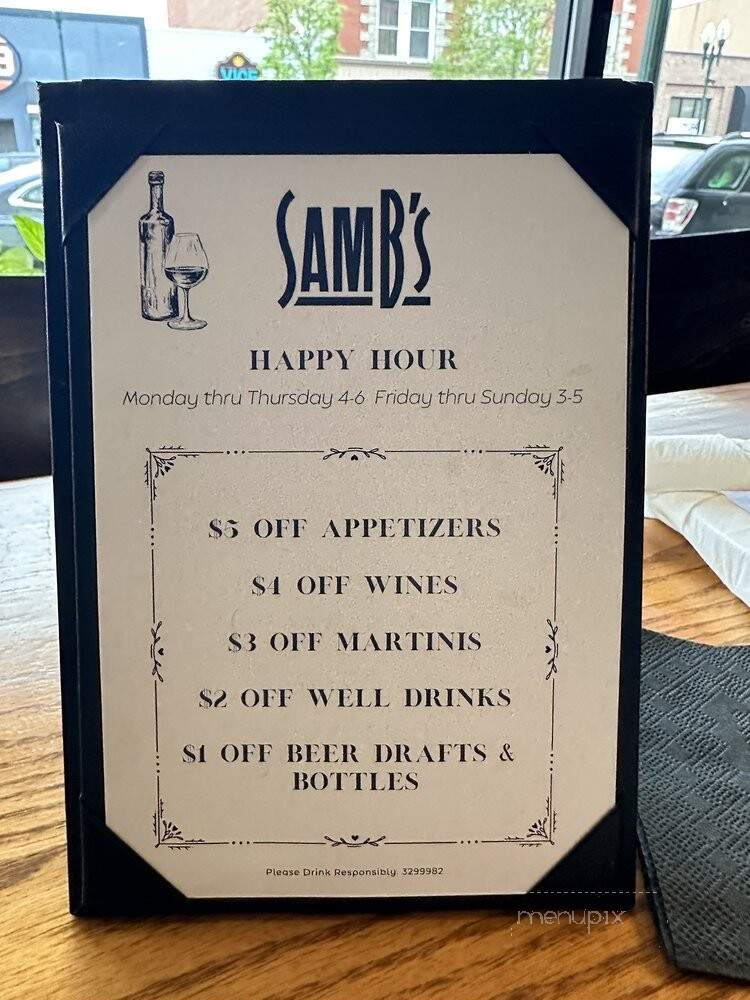 VICE
SAMB'S
HAPPY HOUR
Monday thru Thursday 4-6 Friday thru Sunday 3-5
$5 OFF APPETIZERS
$4 OFF WINES
$3 OFF MARTINIS
$2 OFF WELL DRINKS
$1 OFF BEER DRAFTS &
BOTTLES
Please Drink Responsibly. 3299982
menupix